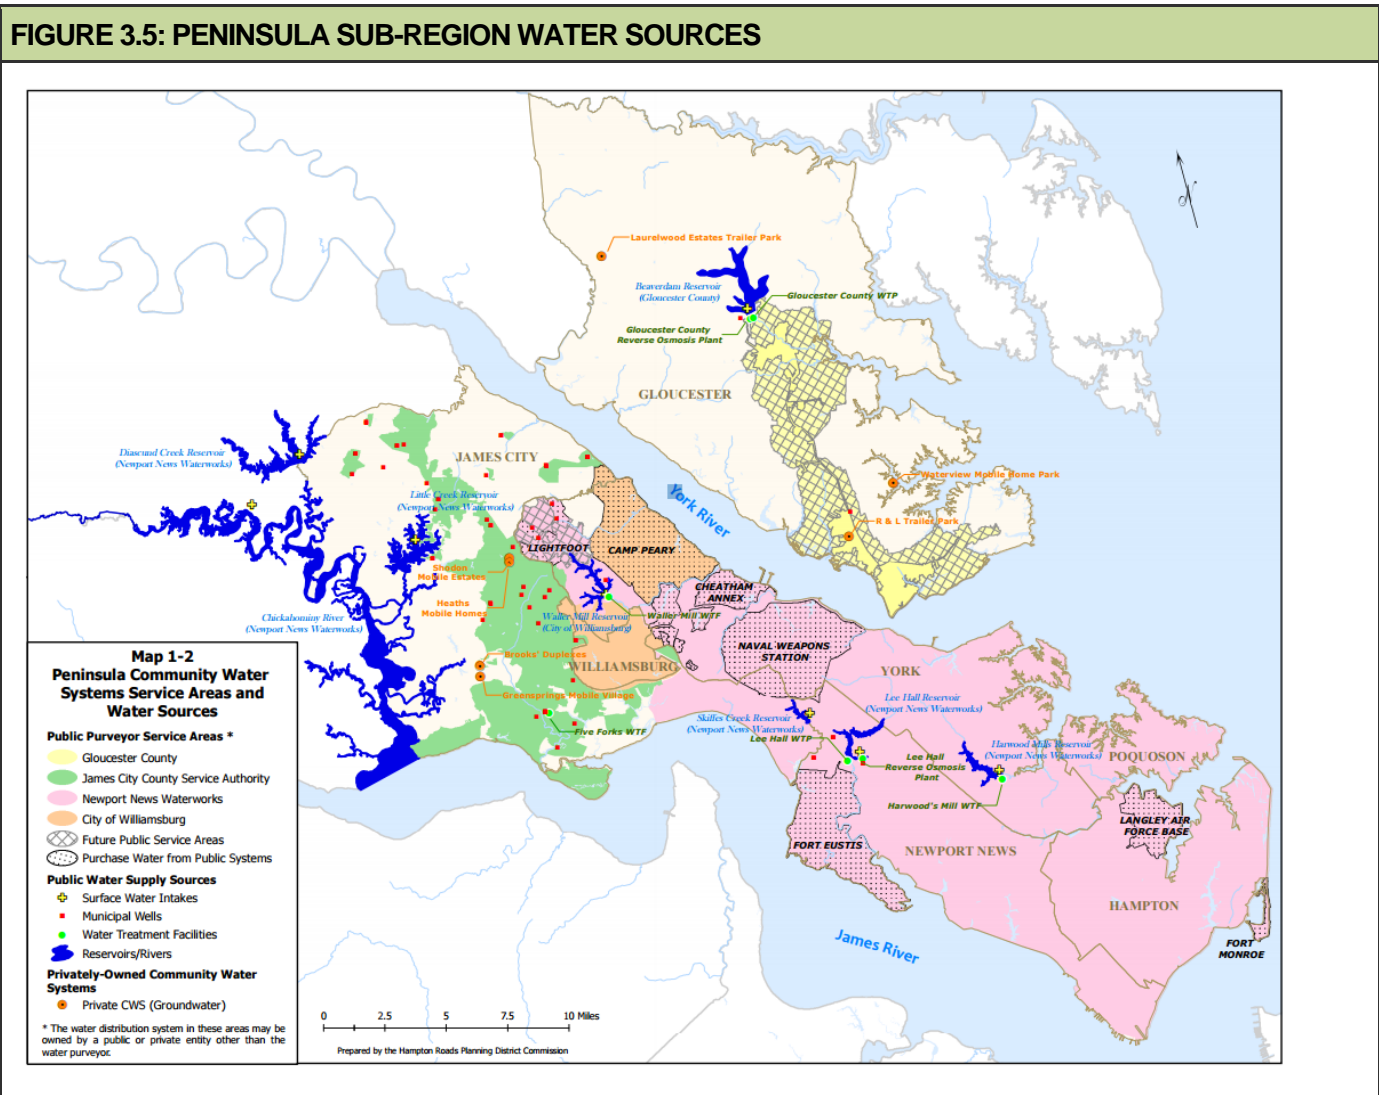 FIGURE 3.5: PENINSULA SUB-REGION WATER SOURCES
Laurelwood Estates Trailer Park
Beaverdam Reservoir
(Gloucester County)
Gloucester County WTP
Gloucester County
Reverse Osmosis Plant
GLOUCESTER
Diascund Creek Reservoir
(Newport News Waterworks)
JAMES CITY
Little Creek Reservoir
(Newport News Waterworks)
York River
Waterview Mobile Home Park
R & L Trailer Park
LIGHTFOOT
CAMP PEARY
Shodon
Mobile Estates
Heaths
Mobile Homes
CHEATHAM
ANNEX
Chickahominy River
(Newport News Waterworks)
Waller Mill Reservoir
(City of Williamsburg)
Waller Mill WTF
NAVAL WEAPONS
STATION
Brooks' Duplexes
WILLIAMSBURG
YORK
Greensprings Mobile Village
Lee Hall Reservoir
(Newport News Waterworks)
Skiffes Creek Reservoir
(Newport News Waterworks)
Five Forks WTF
Lee Hall WTP
Lee Hall
Reverse Osmosis
Plant
Harwood Mills Reservoir
(Newport News Waterworks)
POQUOSON
Harwood's Mill WTF
LANGLEY AIR
FORCE BASE
FORT EUSTIS
NEWPORT NEWS
HAMPTON
James River
FORT
MONROE
Map 1-2
Peninsula Community Water
Systems Service Areas and
Water Sources
Public Purveyor Service Areas *
Gloucester County
James City County Service Authority
Newport News Waterworks
City of Williamsburg
Future Public Service Areas
Purchase Water from Public Systems
Public Water Supply Sources
Surface Water Intakes
Municipal Wells
Water Treatment Facilities
Reservoirs/Rivers
Privately-Owned Community Water
Systems
Private CWS (Groundwater)
* The water distribution system in these areas may be
owned by a public or private entity other than the
water purveyor.
0 2.5 5 7.5 10 Miles
Prepared by the Hampton Roads Planning District Commission